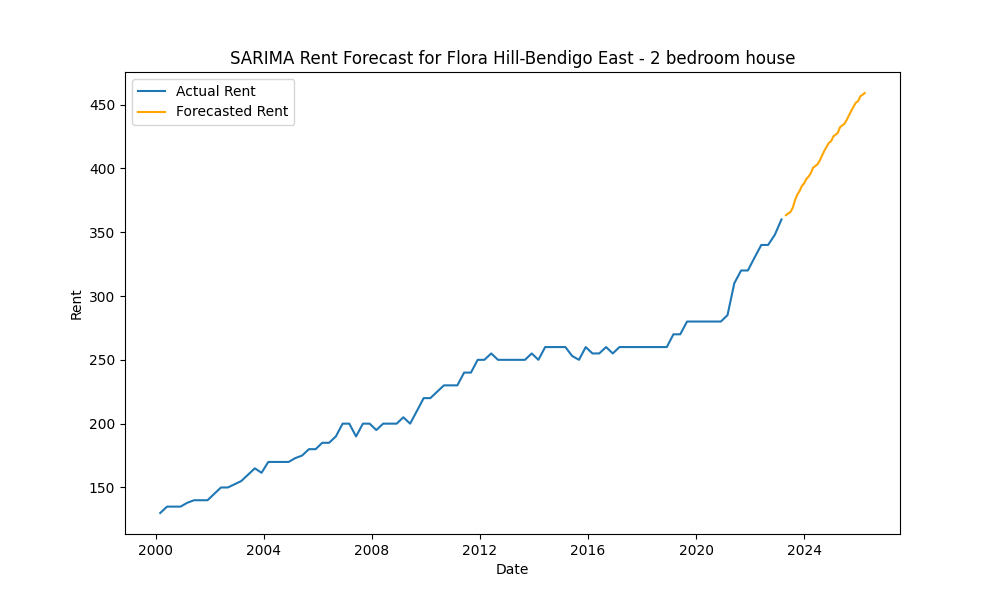 SARIMA Rent Forecast for Flora Hill-Bendigo East - 2 bedroom house
Actual Rent
Forecasted Rent
450
400
350
300
250
200
150
Rent
2000 2004 2008 2012 2016 2020 2024
Date